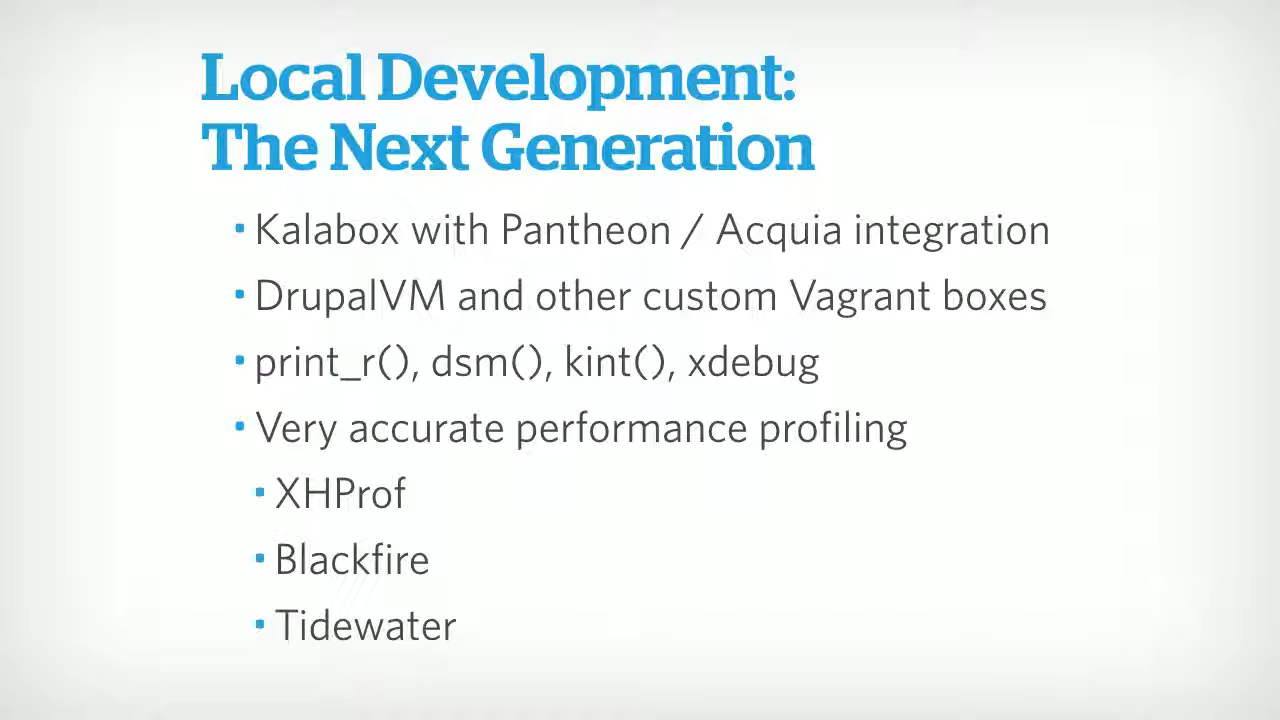 Local Development:
The Next Generation
• Kalabox with Pantheon / Acquia integration
• DrupalVM and other custom Vagrant boxes
• print_r(), dsm(), kint(), xdebug
• Very accurate performance profiling
• XHProf
• Blackfire
• Tidewater